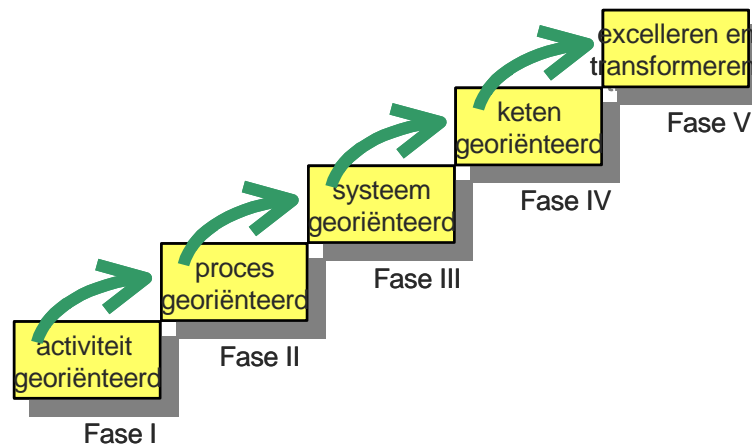 excelleren en
transformeren
Fase V
keten
georiënteerd
Fase IV
systeem
georiënteerd
Fase III
proces
georiënteerd
Fase II
activiteit
georiënteerd
Fase I